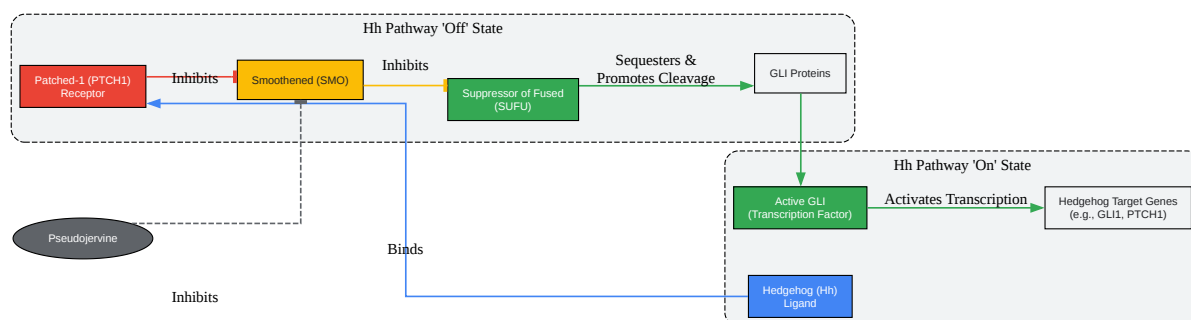 Hh Pathway 'Off' State
Patched-1 (PTCH1)
Receptor
Inhibits
Smoothened (SMO)
Inhibits
Suppressor of Fused
(SUFU)
Sequesters &
Promotes Cleavage
GLI Proteins
Hh Pathway 'On' State
Active GLI
(Transcription Factor)
Activates Transcription
Hedgehog Target Genes
(e.g., GLI1, PTCH1)
Pseudojervine
Binds
Inhibits
Hedgehog (Hh)
Ligand